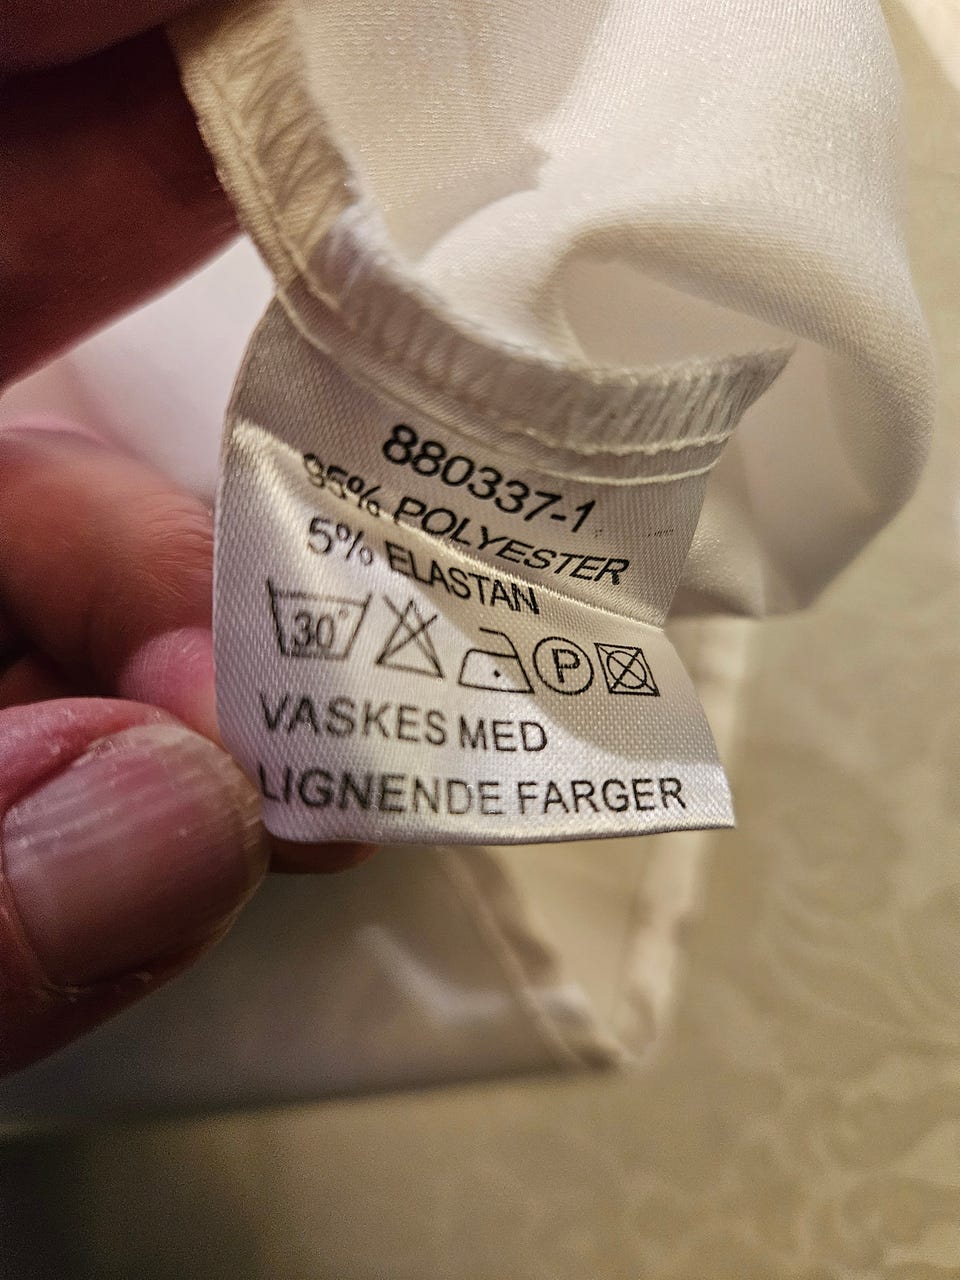 880337-1
95% POLYESTER
5% ELASTAN
30° P
VASKES MED
LIGNENDE FARGER